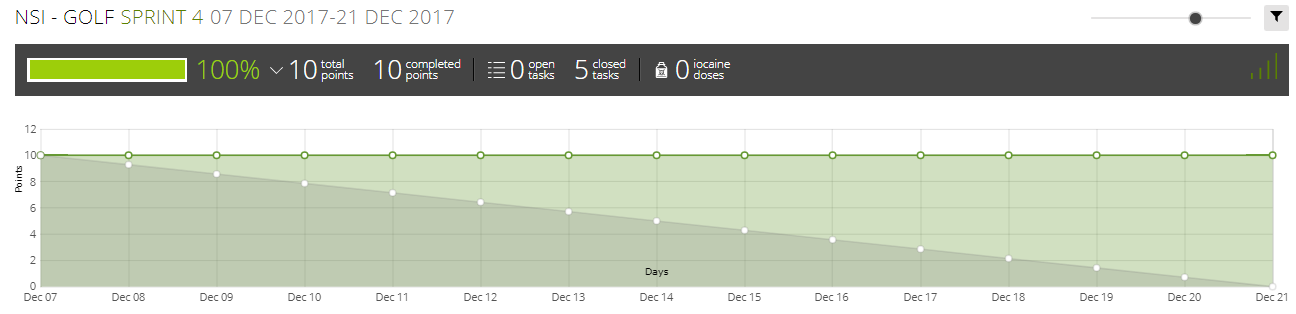 NSI - GOLF SPRINT 4 07 DEC 2017-21 DEC 2017
100% 10 total points 10 completed points 0 open tasks 5 closed tasks 0 iocaine doses
12
10
8
6
4
2
0
Points
Days
Dec 07 Dec 08 Dec 09 Dec 10 Dec 11 Dec 12 Dec 13 Dec 14 Dec 15 Dec 16 Dec 17 Dec 18 Dec 19 Dec 20 Dec 21